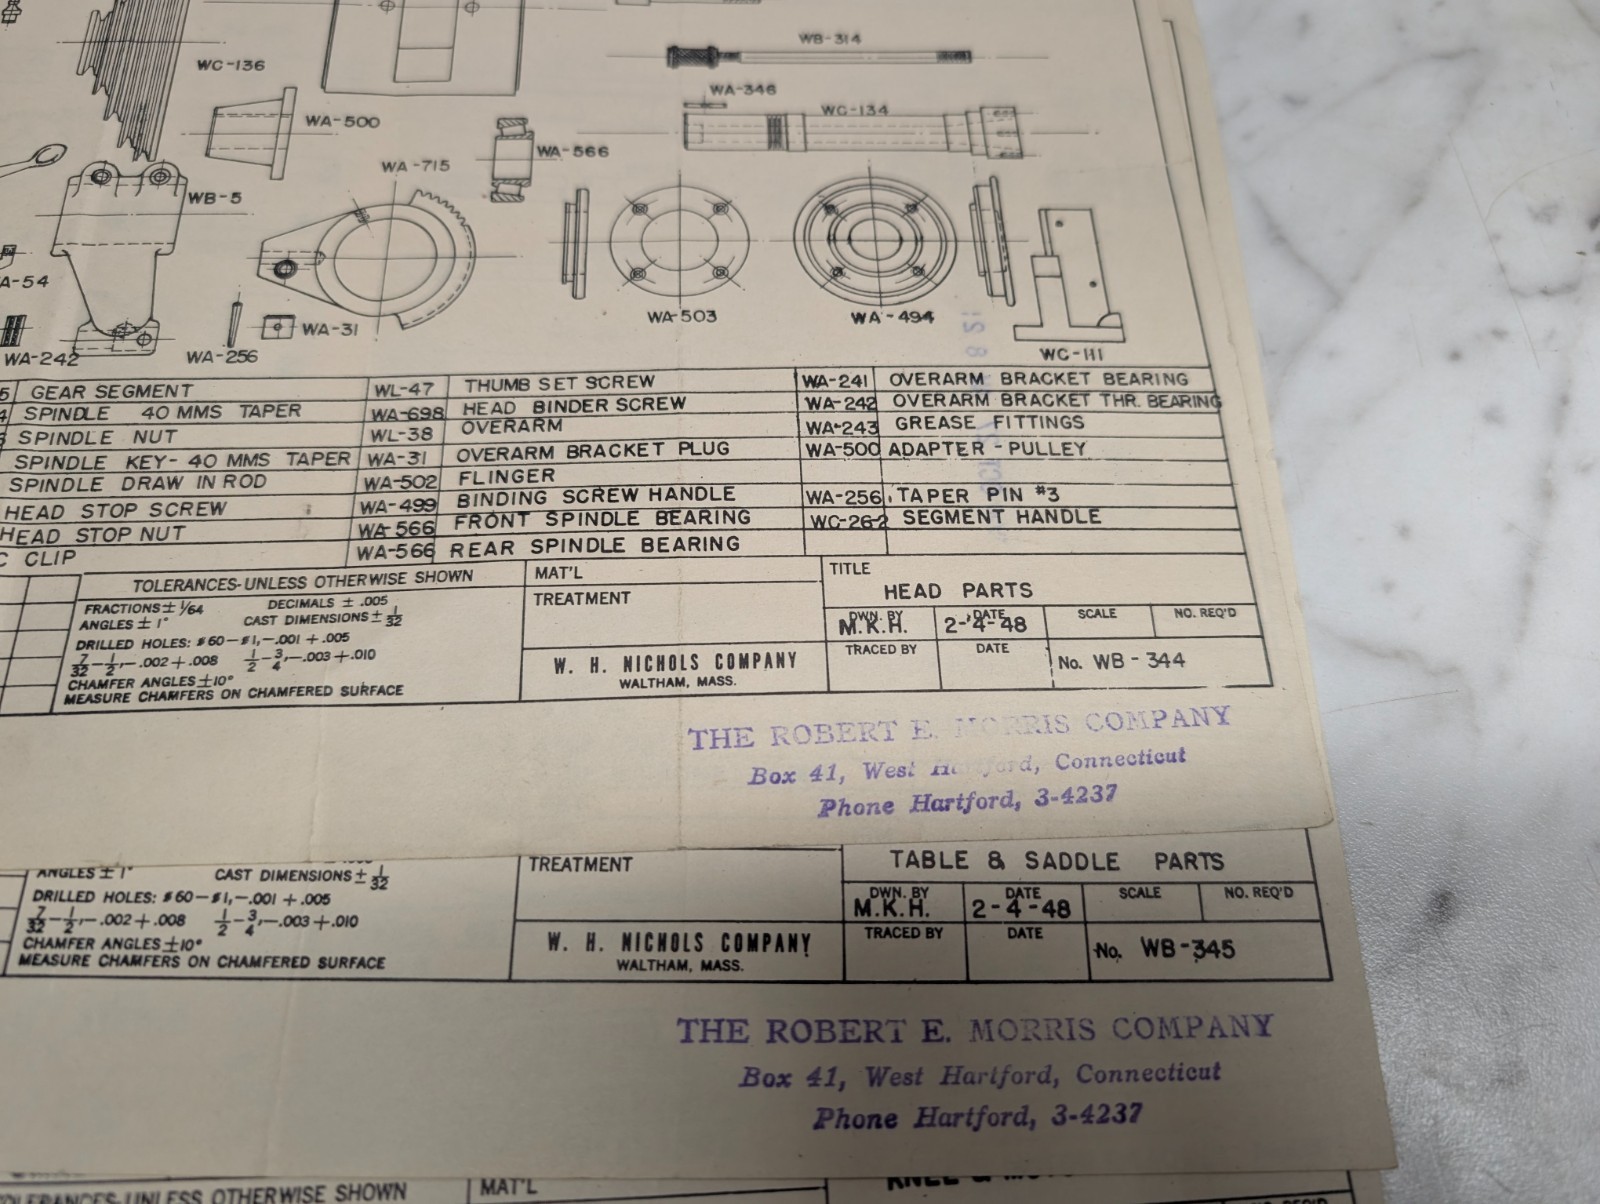 WB-314
WC-136
WA-346
WA-500
WC-134
WA-566
WA-715
WB-5
A-54
WA-503
WA-494
WA-31
WA-242
WA-256
WC-111
5 GEAR SEGMENT WL-47 THUMB SET SCREW WA-241 OVERARM BRACKET BEARING
4 SPINDLE 40 MMS TAPER WA-698 HEAD BINDER SCREW WA-242 OVERARM BRACKET THR. BEARING
SPINDLE NUT WL-38 OVERARM WA-243 GREASE FITTINGS
SPINDLE KEY- 40 MMS TAPER WA-31 OVERARM BRACKET PLUG WA-500 ADAPTER - PULLEY
SPINDLE DRAW IN ROD WA-502 FLINGER
HEAD STOP SCREW WA-499 BINDING SCREW HANDLE WA-256 TAPER PIN #3
HEAD STOP NUT WA-566 FRONT SPINDLE BEARING WC-26-2 SEGMENT HANDLE
C CLIP WA-566 REAR SPINDLE BEARING
TOLERANCES-UNLESS OTHERWISE SHOWN
FRACTIONS ± 1/64 DECIMALS ± .005
ANGLES ± 1° CAST DIMENSIONS ± 1/32
DRILLED HOLES: #60-#1,-.001 +.005
7/32-1/2,-.002+.008 1/2-3/4,-.003+.010
CHAMFER ANGLES ±10°
MEASURE CHAMFERS ON CHAMFERED SURFACE
MAT'L
TREATMENT
W. H. NICHOLS COMPANY
WALTHAM, MASS.
TITLE
HEAD PARTS
DWN. BY DATE SCALE NO. REQ'D
M.K.H. 2-4-48
TRACED BY DATE No. WB-344
THE ROBERT E. MORRIS COMPANY
Box 41, West Hartford, Connecticut
Phone Hartford, 3-4237
ANGLES ± 1° CAST DIMENSIONS ± 1/32
DRILLED HOLES: #60-#1,-.001 +.005
7/32-1/2,-.002+.008 1/2-3/4,-.003+.010
CHAMFER ANGLES ±10°
MEASURE CHAMFERS ON CHAMFERED SURFACE
TREATMENT
W. H. NICHOLS COMPANY
WALTHAM, MASS.
TABLE & SADDLE PARTS
DWN. BY DATE SCALE NO. REQ'D
M.K.H. 2-4-48
TRACED BY DATE No. WB-345
THE ROBERT E. MORRIS COMPANY
Box 41, West Hartford, Connecticut
Phone Hartford, 3-4237
TOLERANCES-UNLESS OTHERWISE SHOWN MAT'L KNEE &